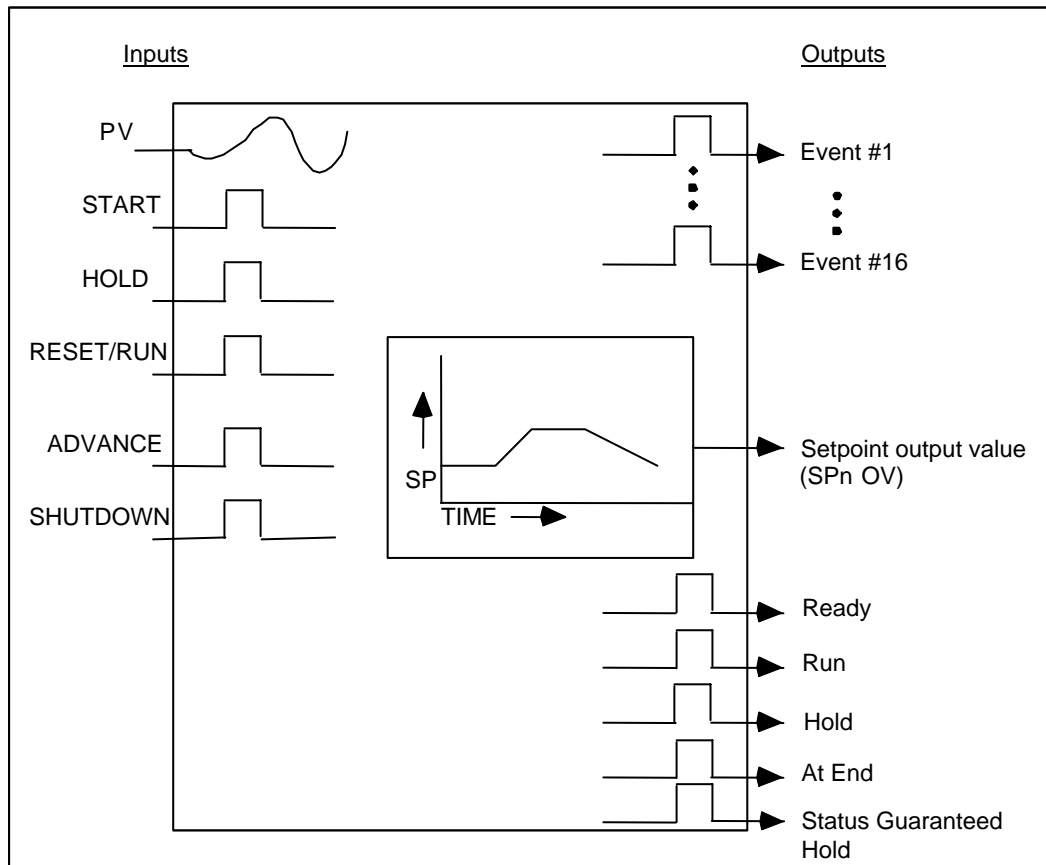 Inputs
Outputs
PV
START
HOLD
RESET/RUN
ADVANCE
SHUTDOWN
SP
TIME
Event #1
Event #16
Setpoint output value
(SPn OV)
Ready
Run
Hold
At End
Status Guaranteed
Hold